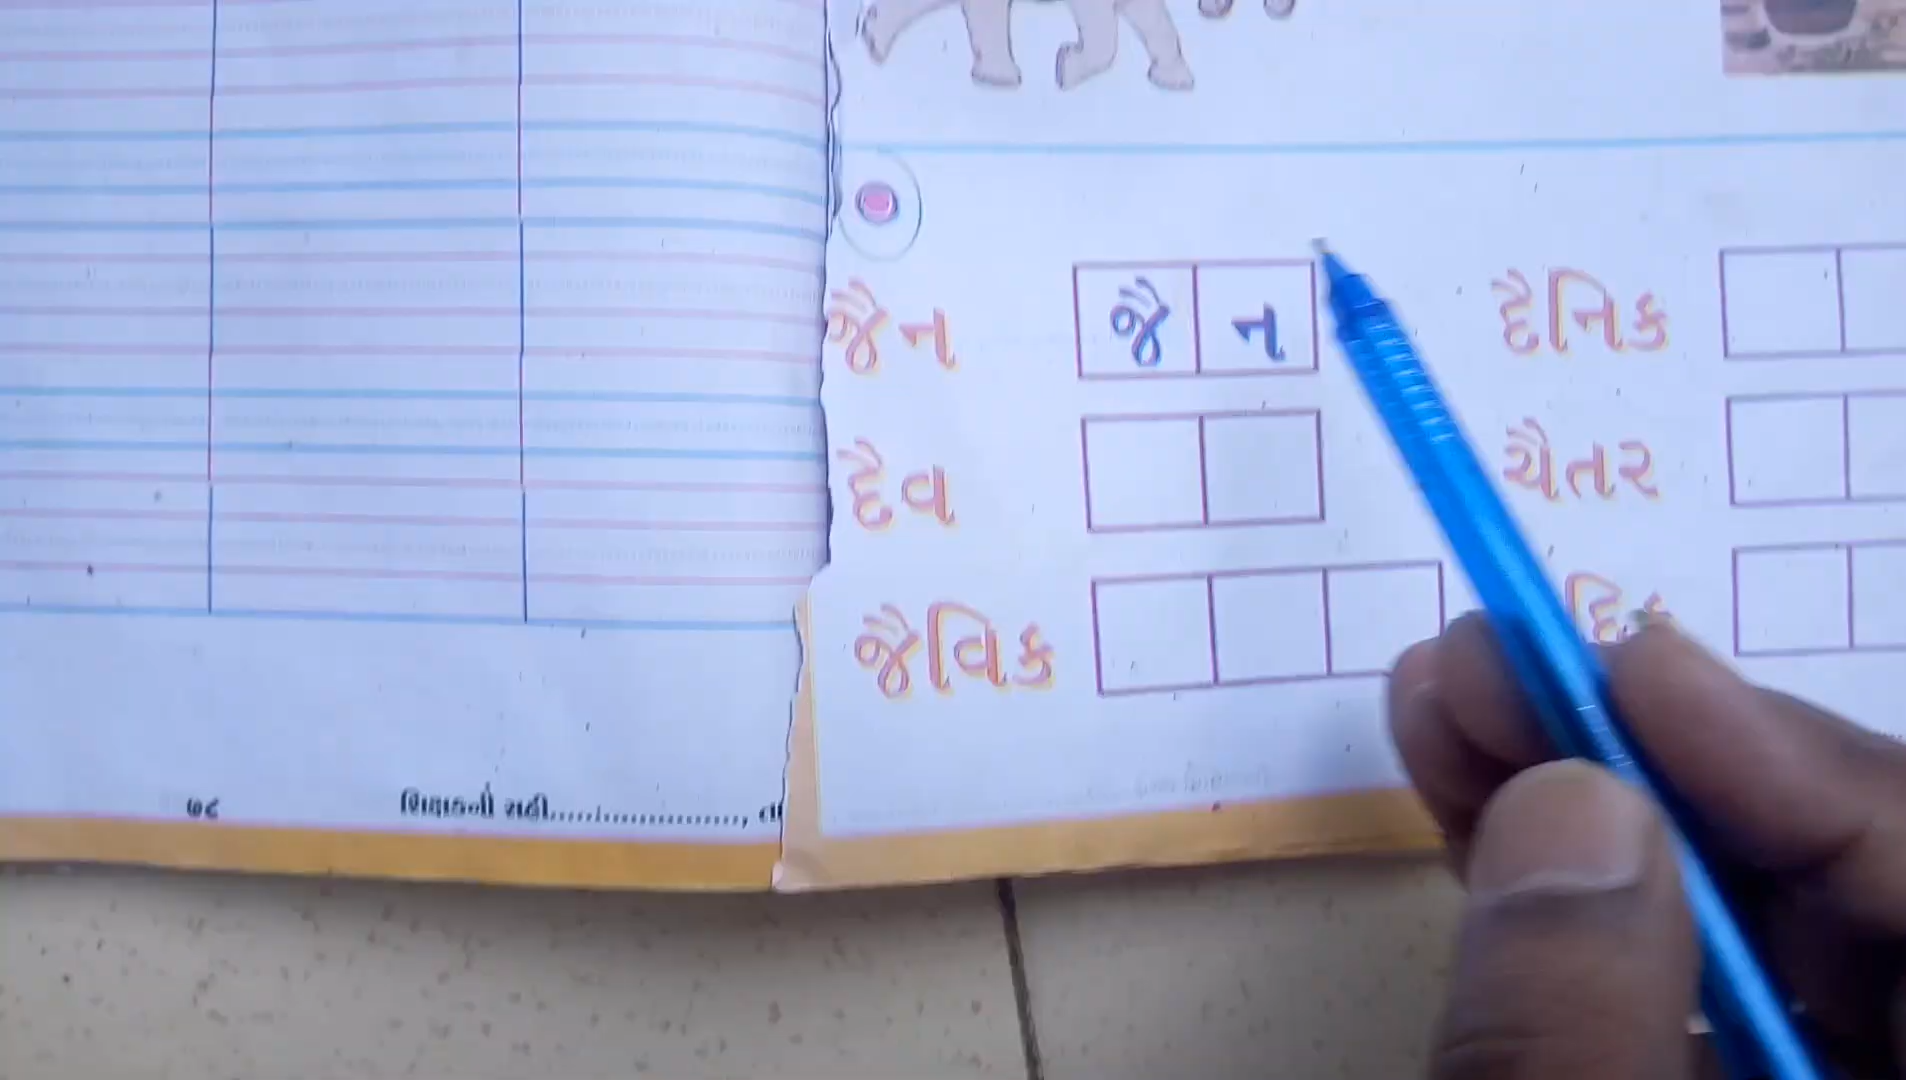 જૈન જૈ ન દૈનિક
દૈવ ચૈતર
જૈવિક
૭૮ શિક્ષકની સહી...................., તા